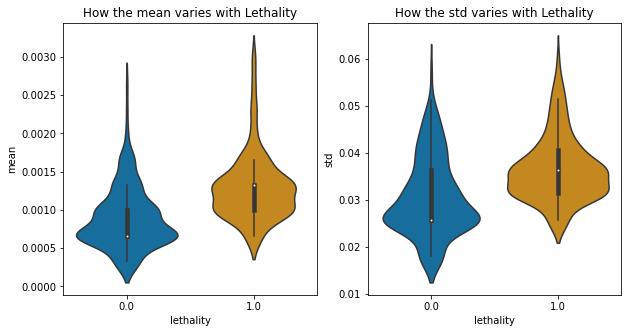 How the mean varies with Lethality
mean
0.0030
0.0025
0.0020
0.0015
0.0010
0.0005
0.0000
0.0 1.0
lethality
How the std varies with Lethality
std
0.06
0.05
0.04
0.03
0.02
0.01
0.0 1.0
lethality